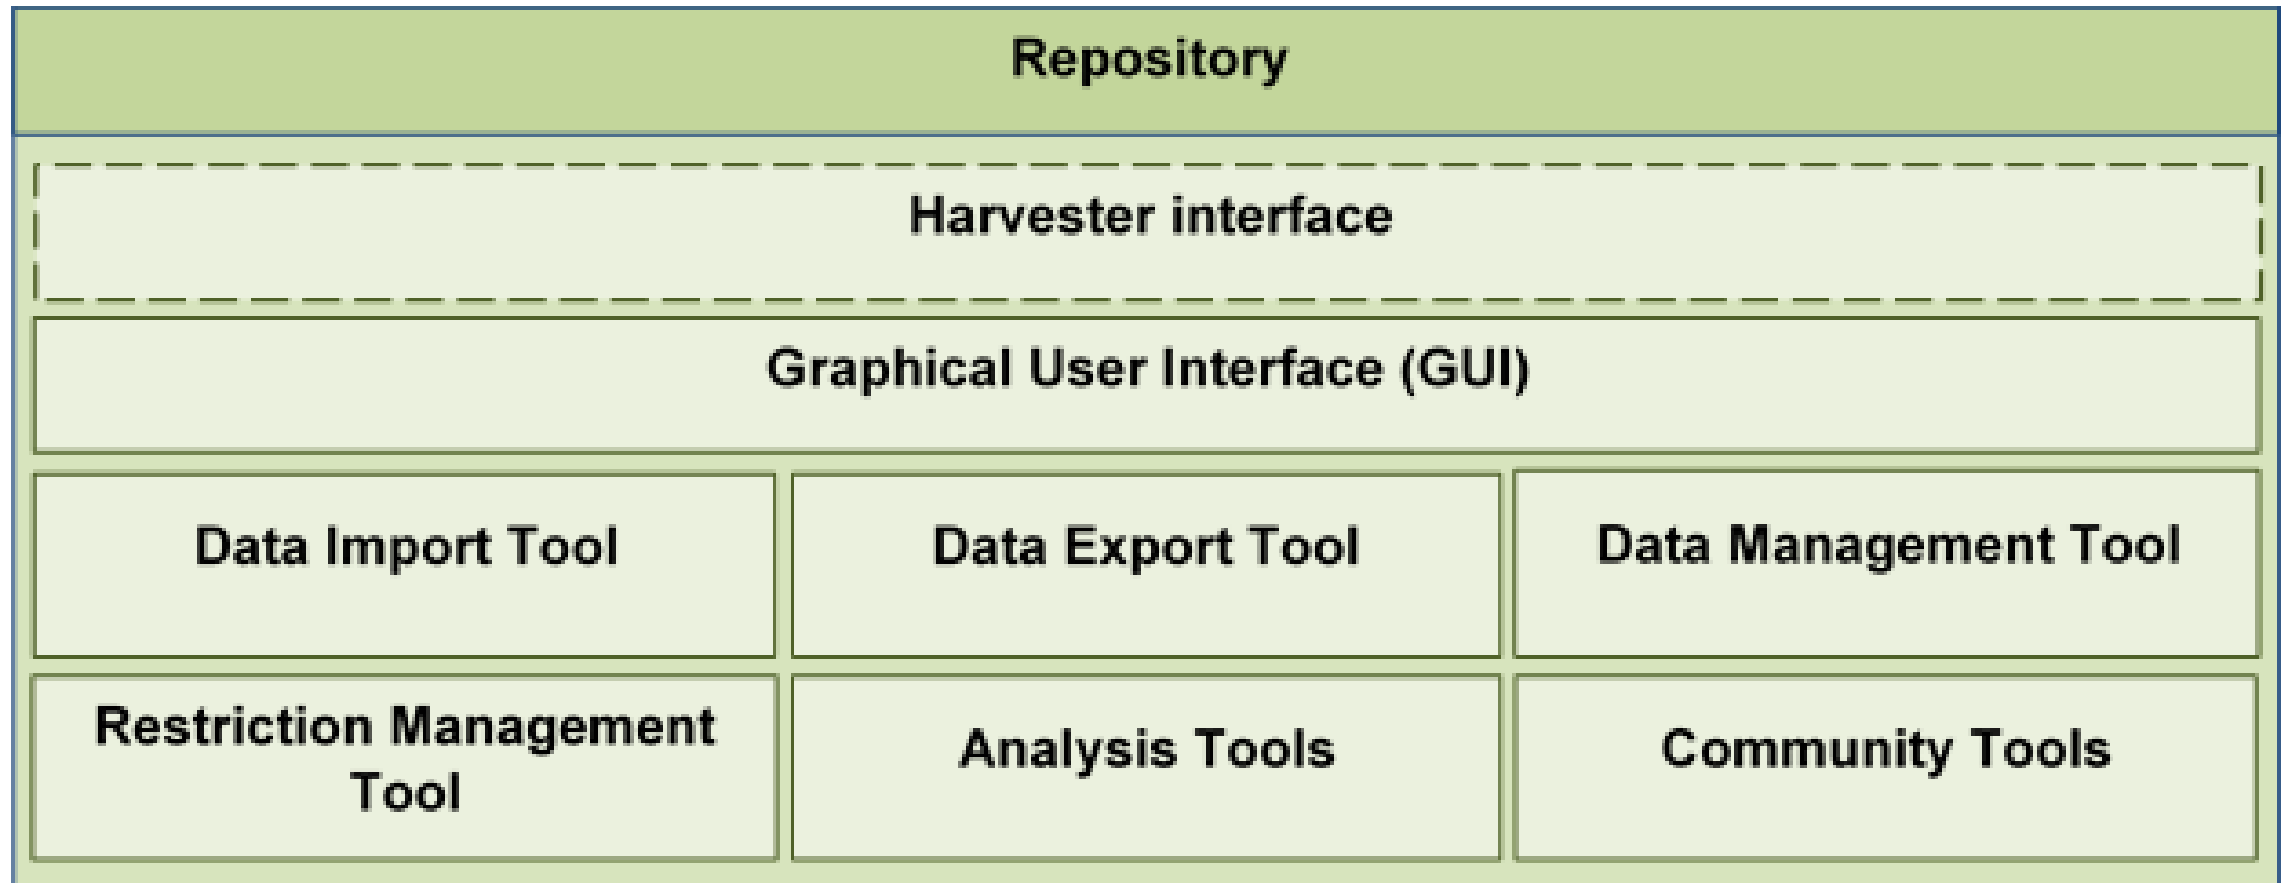 Repository
Harvester interface
Graphical User Interface (GUI)
Data Import Tool
Data Export Tool
Data Management Tool
Restriction Management
Tool
Analysis Tools
Community Tools